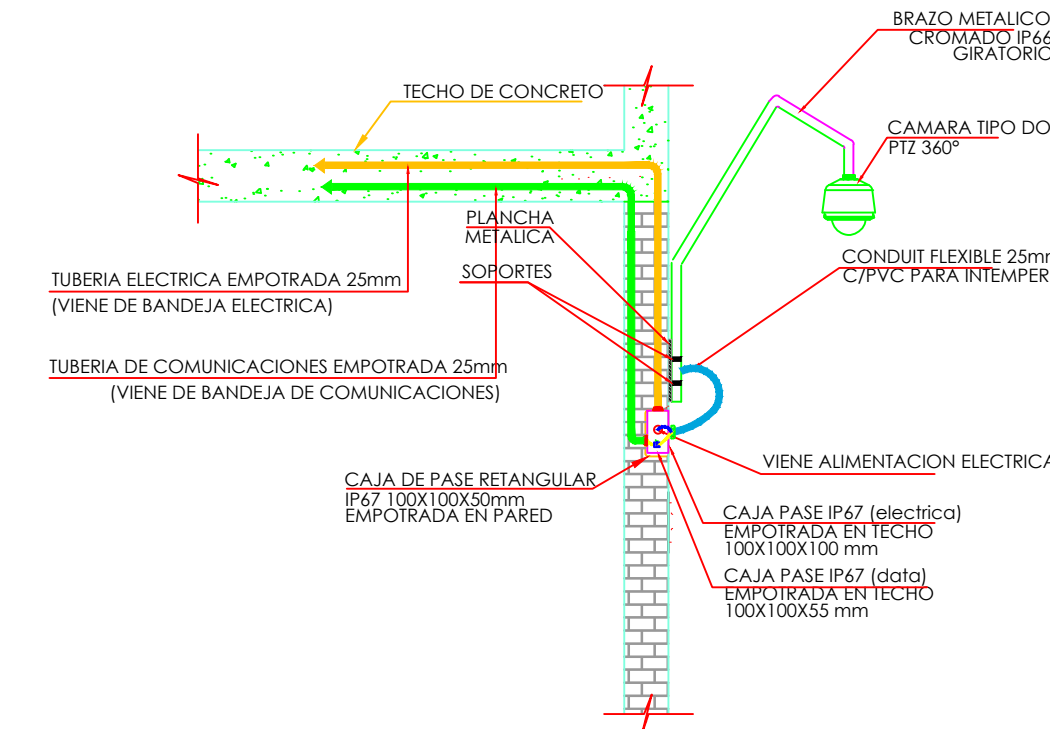 BRAZO METALICO
CROMADO IP66
GIRATORIO
TECHO DE CONCRETO
CAMARA TIPO DO
PTZ 360°
PLANCHA
METALICA
SOPORTES
CONDUIT FLEXIBLE 25mm
C/PVC PARA INTEMPER
TUBERIA ELECTRICA EMPOTRADA 25mm
(VIENE DE BANDEJA ELECTRICA)
TUBERIA DE COMUNICACIONES EMPOTRADA 25mm
(VIENE DE BANDEJA DE COMUNICACIONES)
VIENE ALIMENTACION ELECTRICA
CAJA DE PASE RETANGULAR
IP67 100X100X50mm
EMPOTRADA EN PARED
CAJA PASE IP67 (electrica)
EMPOTRADA EN TECHO
100X100X100 mm
CAJA PASE IP67 (data)
EMPOTRADA EN TECHO
100X100X55 mm